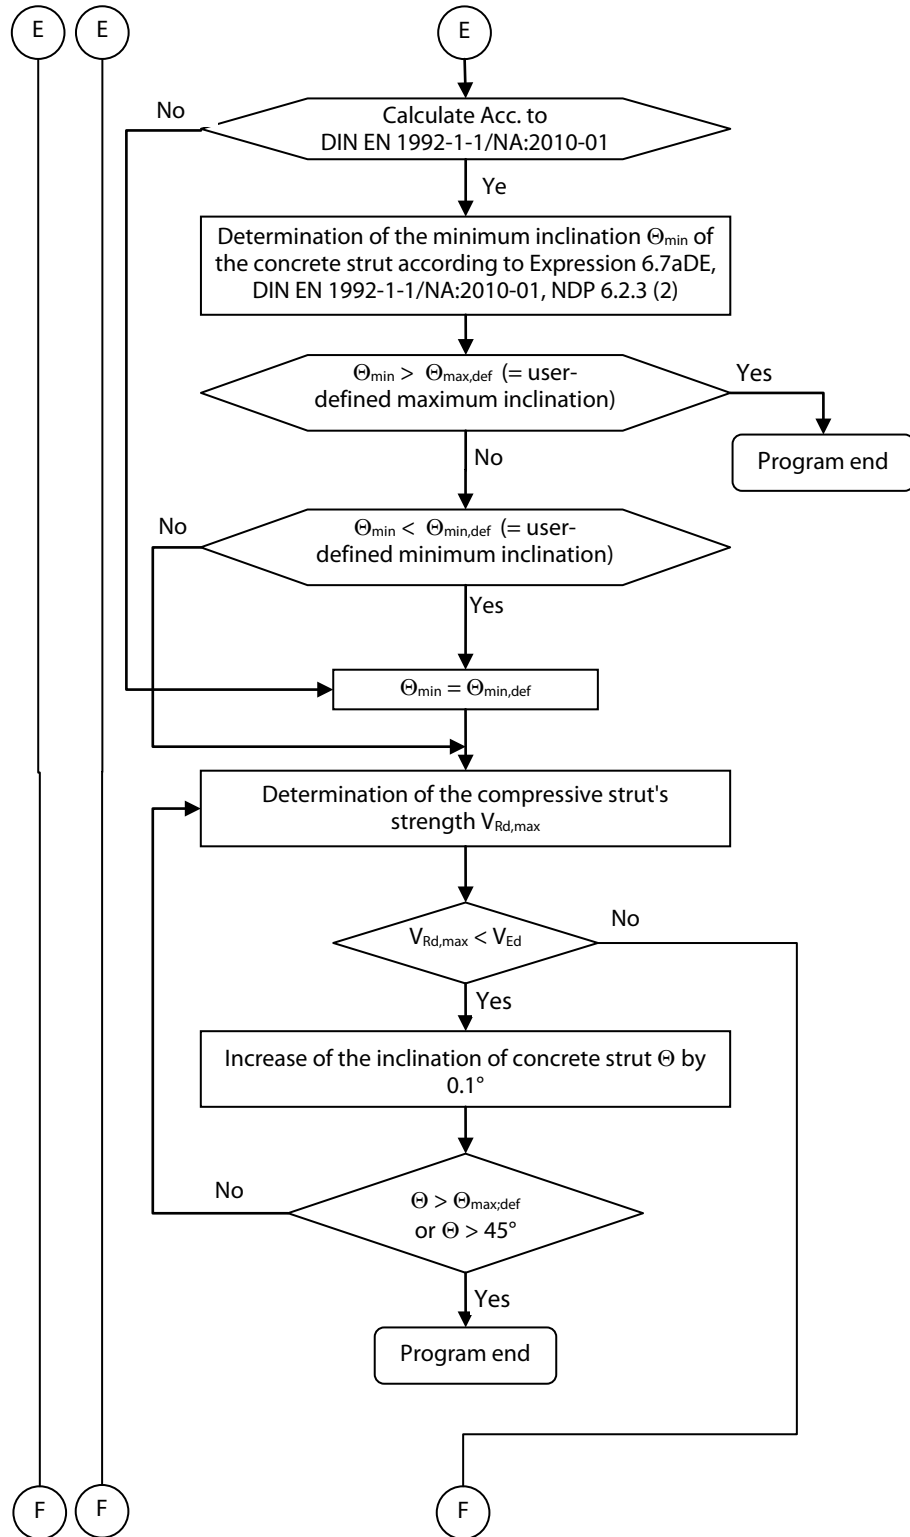 E
E
E
No
Calculate Acc. to
DIN EN 1992-1-1/NA:2010-01
Ye
Determination of the minimum inclination Θmin of
the concrete strut according to Expression 6.7aDE,
DIN EN 1992-1-1/NA:2010-01, NDP 6.2.3 (2)
Θmin > Θmax,def (= user-
defined maximum inclination)
Yes
Program end
No
No
Θmin < Θmin,def (= user-
defined minimum inclination)
Yes
Θmin = Θmin,def
Determination of the compressive strut's
strength VRd,max
VRd,max < VEd
No
Yes
Increase of the inclination of concrete strut Θ by
0.1°
No
Θ > Θmax;def
or Θ > 45°
Yes
Program end
F
F
F